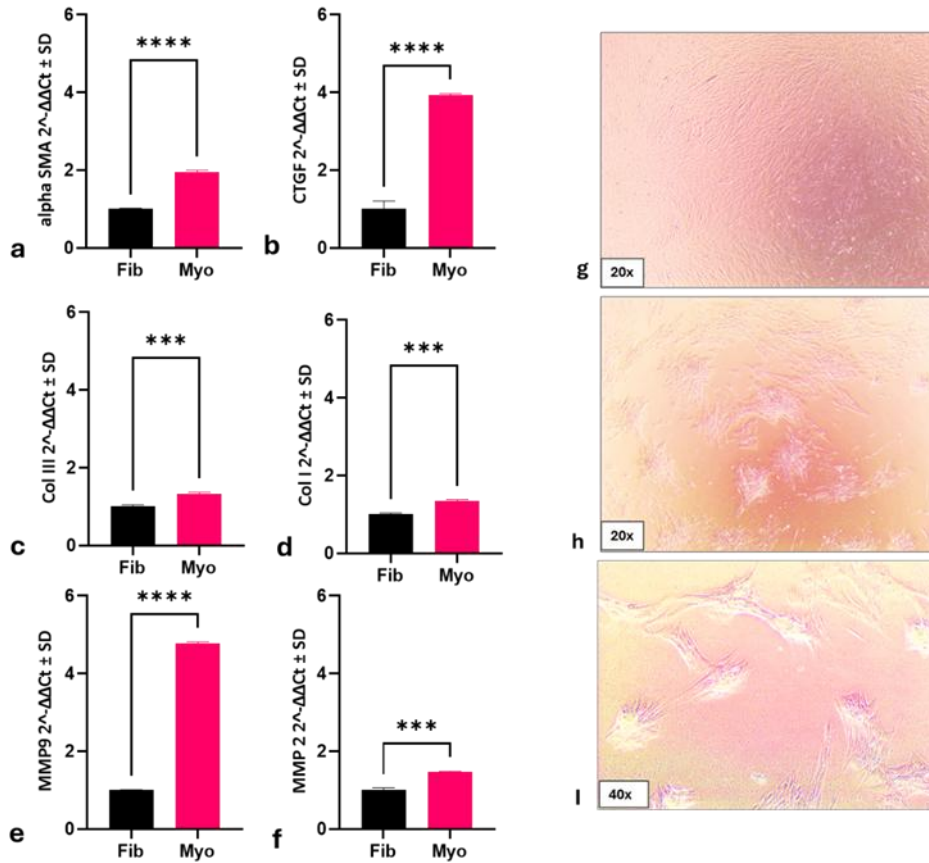 6
4
2
0
alpha SMA 2^-ΔΔCt ± SD
****
Fib Myo
a
6
4
2
0
CTGF 2^-ΔΔCt ± SD
****
Fib Myo
b
6
4
2
0
Col III 2^-ΔΔCt ± SD
***
Fib Myo
c
6
4
2
0
Col I 2^-ΔΔCt ± SD
***
Fib Myo
d
6
4
2
0
MMP9 2^-ΔΔCt ± SD
****
Fib Myo
e
6
4
2
0
MMP 2 2^-ΔΔCt ± SD
***
Fib Myo
f
g
20x
h
20x
I
40x